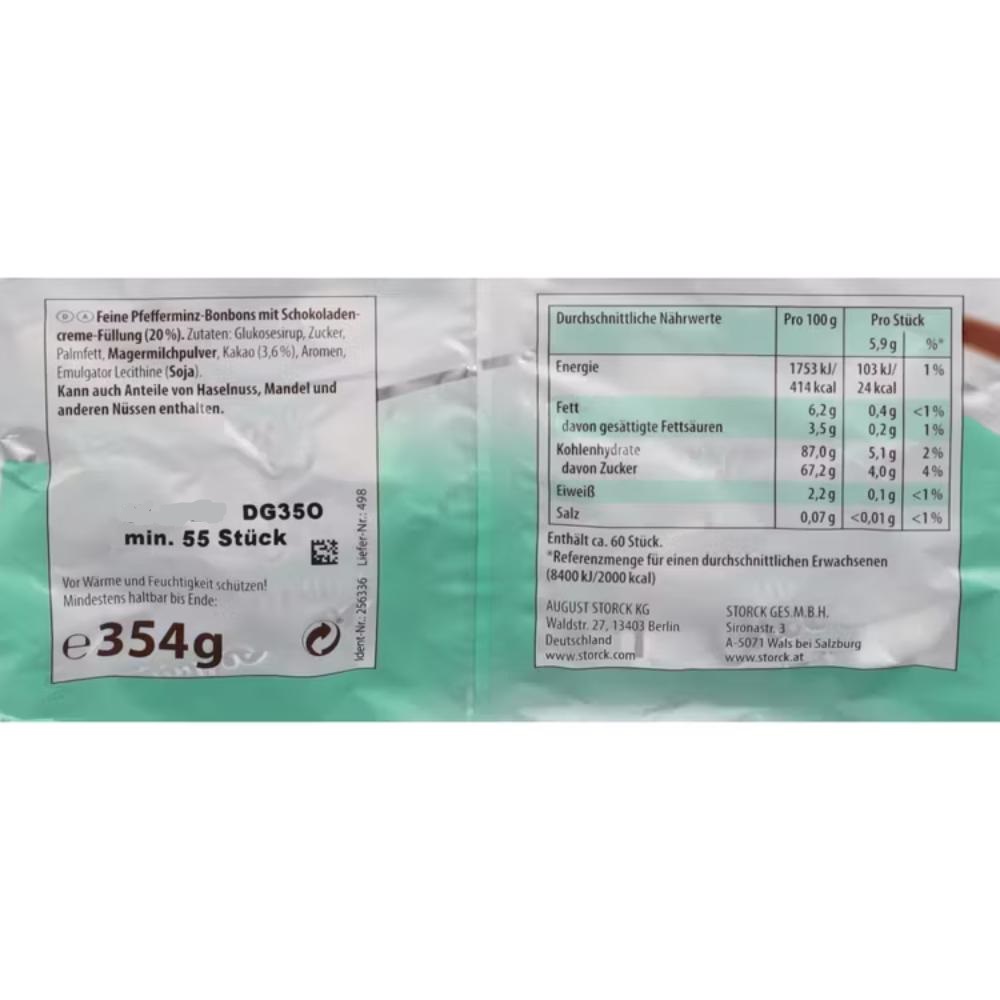 D A Feine Pfefferminz-Bonbons mit Schokoladen-
creme-Füllung (20%). Zutaten: Glukosesirup, Zucker,
Palmfett, Magermilchpulver, Kakao (3,6%), Aromen,
Emulgator Lecithine (Soja).
Kann auch Anteile von Haselnuss, Mandel und
anderen Nüssen enthalten.
DG350
min. 55 Stück
Vor Wärme und Feuchtigkeit schützen!
Mindestens haltbar bis Ende:
e 354g
Ident-Nr.: 256336 Liefer-Nr.: 498
Durchschnittliche Nährwerte Pro 100 g Pro Stück
5,9 g %*
Energie 1753 kJ/ 103 kJ/ 1%
414 kcal 24 kcal
Fett 6,2 g 0,4 g <1%
davon gesättigte Fettsäuren 3,5 g 0,2 g 1%
Kohlenhydrate 87,0 g 5,1 g 2%
davon Zucker 67,2 g 4,0 g 4%
Eiweiß 2,2 g 0,1 g <1%
Salz 0,07 g <0,01 g <1%
Enthält ca. 60 Stück.
*Referenzmenge für einen durchschnittlichen Erwachsenen
(8400 kJ/2000 kcal)
AUGUST STORCK KG
Waldstr. 27, 13403 Berlin
Deutschland
www.storck.com
STORCK GES.M.B.H.
Sironastr. 3
A-5071 Wals bei Salzburg
www.storck.at